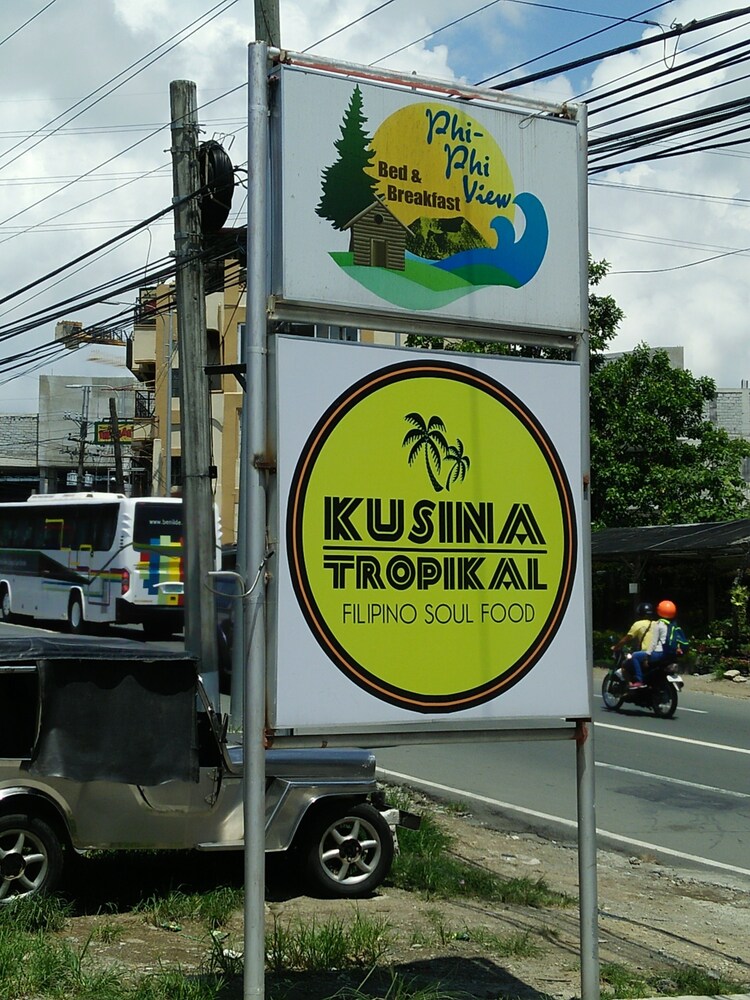 Phi-
Phi
View
Bed &
Breakfast
KUSINA
TROPIKAL
FILIPINO SOUL FOOD